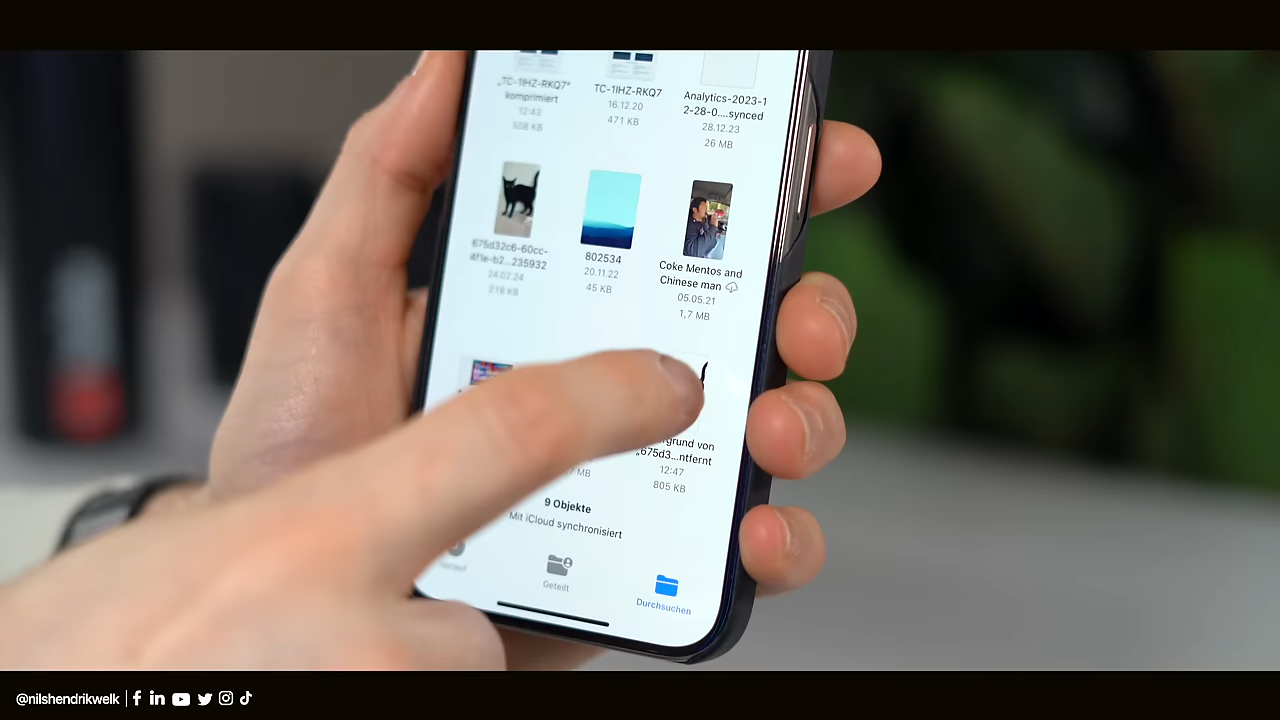 „TC-1IHZ-RKQ7"
komprimiert
12:43
508 KB
TC-1IHZ-RKQ7
16.12.20
471 KB
Analytics-2023-1
2-28-0....synced
28.12.23
26 MB
675d32c6-60cc-
4f1e-b2...235932
24.02.24
218 KB
802534
20.11.22
45 KB
Coke Mentos and
Chinese man
05.05.21
1,7 MB
MB
grund von
„675d3...ntfernt
12:47
805 KB
9 Objekte
Mit iCloud synchronisiert
Geteilt
Durchsuchen
@nilshendrikwelk